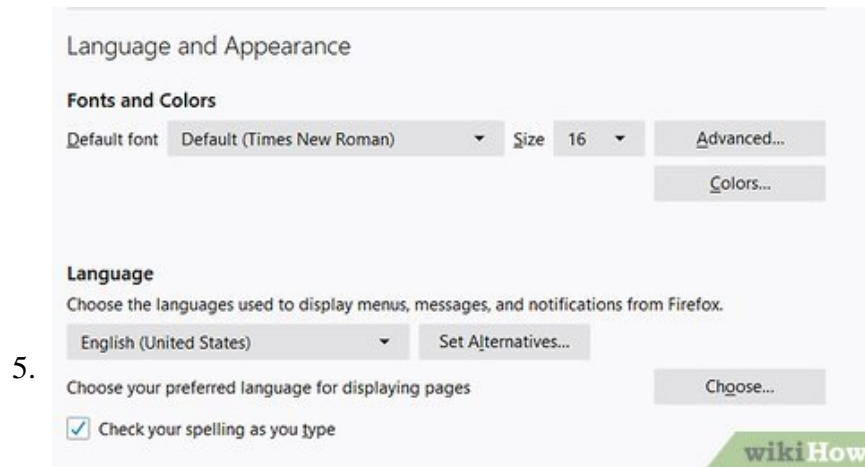 Language and Appearance
Fonts and Colors
Default font Default (Times New Roman) Size 16 Advanced...
Colors...
Language
Choose the languages used to display menus, messages, and notifications from Firefox.
English (United States) Set Alternatives...
5.
Choose your preferred language for displaying pages Choose...
Check your spelling as you type
wikiHow